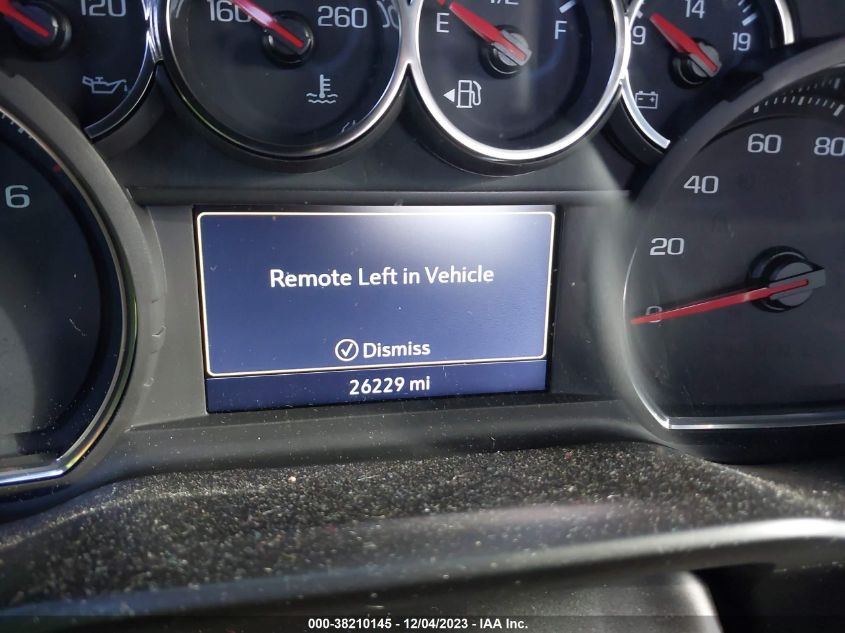 120
160 260
E 1/2 F
9 14 19
6
20 40 60 80
0
Remote Left in Vehicle
Dismiss
26229 mi
000-38210145 - 12/04/2023 - IAA Inc.